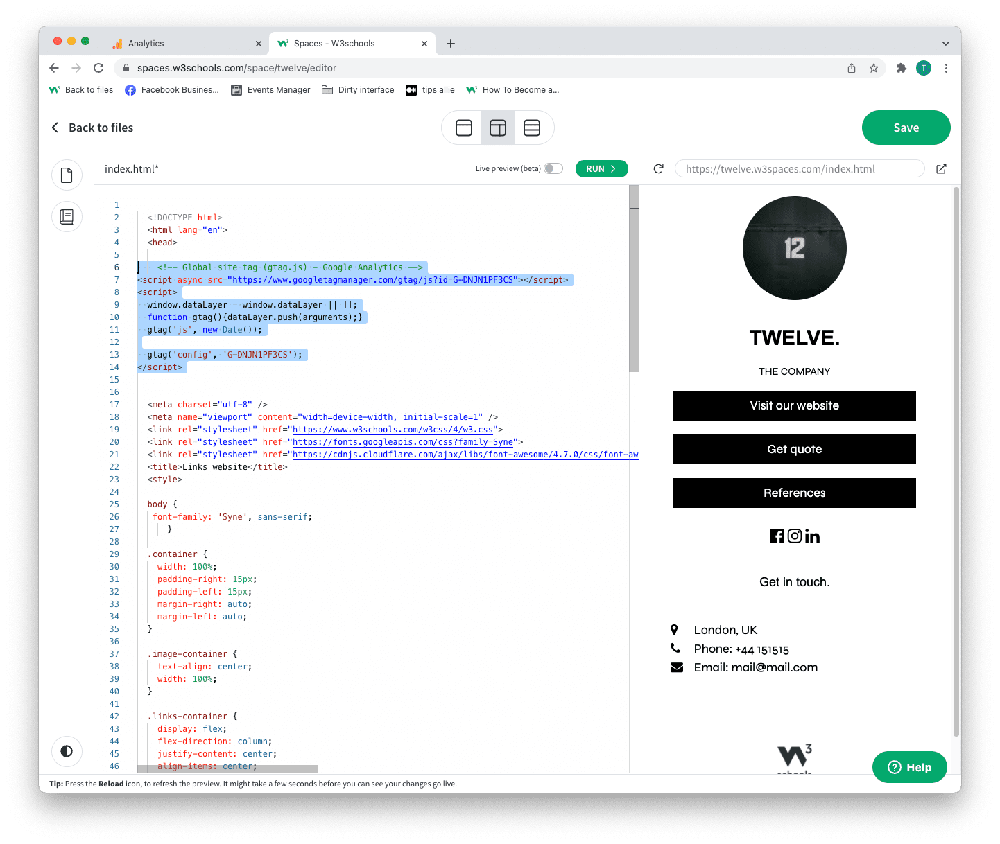 Analytics
Spaces - W3schools
spaces.w3schools.com/space/twelve/editor
T
Back to files
Facebook Busines...
Events Manager
Dirty interface
tips allie
How To Become a...
Back to files
Save
index.html*
Live preview (beta)
RUN
https://twelve.w3spaces.com/index.html
1
2 <!DOCTYPE html>
3 <html lang="en">
4 <head>
5
6 <!-- Global site tag (gtag.js) - Google Analytics -->
7 <script async src="https://www.googletagmanager.com/gtag/js?id=G-DNJN1PF3CS"></script>
8 <script>
9 window.dataLayer = window.dataLayer || [];
10 function gtag(){dataLayer.push(arguments);}
11 gtag('js', new Date());
12
13 gtag('config', 'G-DNJN1PF3CS');
14 </script>
15
16
17 <meta charset="utf-8" />
18 <meta name="viewport" content="width=device-width, initial-scale=1" />
19 <link rel="stylesheet" href="https://www.w3schools.com/w3css/4/w3.css">
20 <link rel="stylesheet" href="https://fonts.googleapis.com/css?family=Syne">
21 <link rel="stylesheet" href="https://cdnjs.cloudflare.com/ajax/libs/font-awesome/4.7.0/css/font-aw
22 <title>Links website</title>
23 <style>
24
25 body {
26 font-family: 'Syne', sans-serif;
27 }
28
29 .container {
30 width: 100%;
31 padding-right: 15px;
32 padding-left: 15px;
33 margin-right: auto;
34 margin-left: auto;
35 }
36
37 .image-container {
38 text-align: center;
39 width: 100%;
40 }
41
42 .links-container {
43 display: flex;
44 flex-direction: column;
45 justify-content: center;
46 align-items: center;
12
TWELVE.
THE COMPANY
Visit our website
Get quote
References
Get in touch.
London, UK
Phone: +44 151515
Email: mail@mail.com
W3
schools
Help
Tip: Press the Reload icon, to refresh the preview. It might take a few seconds before you can see your changes go live.